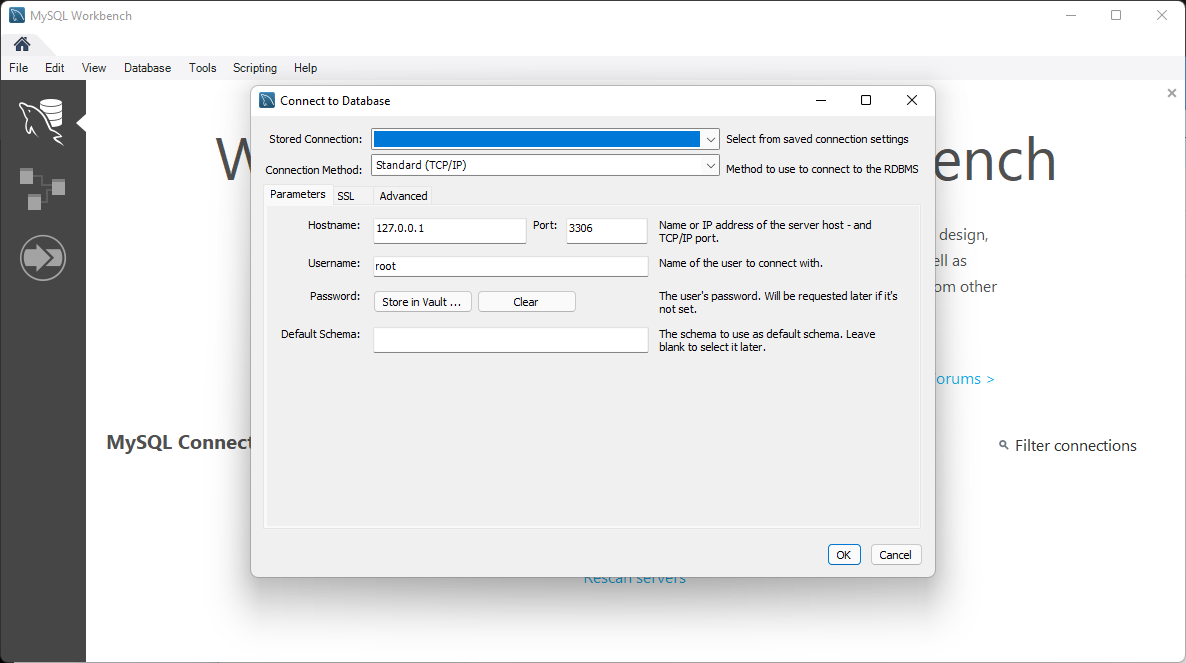 MySQL Workbench
File Edit View Database Tools Scripting Help
Connect to Database
Stored Connection: Select from saved connection settings
Connection Method: Standard (TCP/IP) Method to use to connect to the RDBMS
Parameters SSL Advanced
Hostname: 127.0.0.1 Port: 3306 Name or IP address of the server host - and
TCP/IP port.
Username: root Name of the user to connect with.
Password: Store in Vault ... Clear The user's password. Will be requested later if it's
not set.
Default Schema: The schema to use as default schema. Leave
blank to select it later.
OK Cancel
W
ench
design,
ell as
om other
orums >
MySQL Connect
Filter connections
Rescan servers